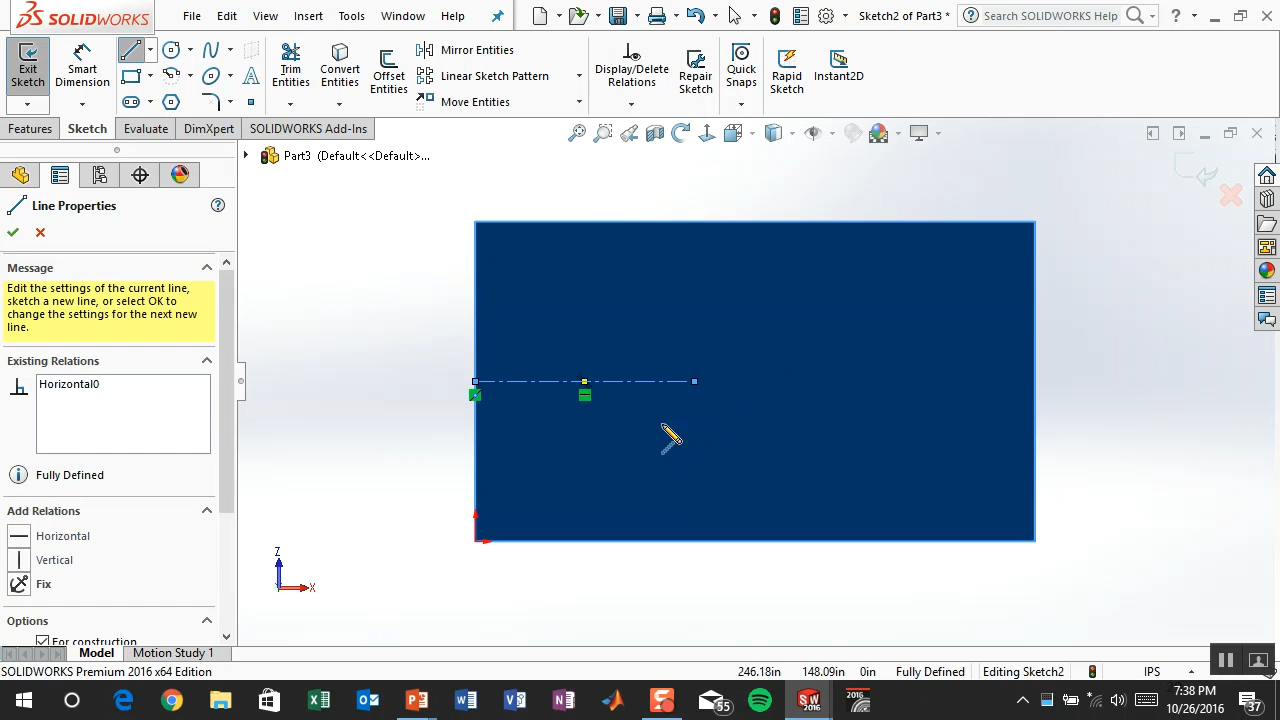 SOLIDWORKS File Edit View Insert Tools Window Help Sketch2 of Part3 * Search SOLIDWORKS Help
Exit Sketch Smart Dimension Trim Entities Convert Entities Offset Entities Mirror Entities Linear Sketch Pattern Move Entities Display/Delete Relations Repair Sketch Quick Snaps Rapid Sketch Instant2D
Features Sketch Evaluate DimXpert SOLIDWORKS Add-Ins
Part3 (Default<<Default>...
Line Properties
Message
Edit the settings of the current line,
sketch a new line, or select OK to
change the settings for the next new
line.
Existing Relations
Horizontal0
Fully Defined
Add Relations
Horizontal
Vertical
Fix
Options
For construction
Z
X
Model Motion Study 1
SOLIDWORKS Premium 2016 x64 Edition 246.18in 148.09in 0in Fully Defined Editing Sketch2 IPS
55 SW 2016 2016 7:38 PM
10/26/2016 37